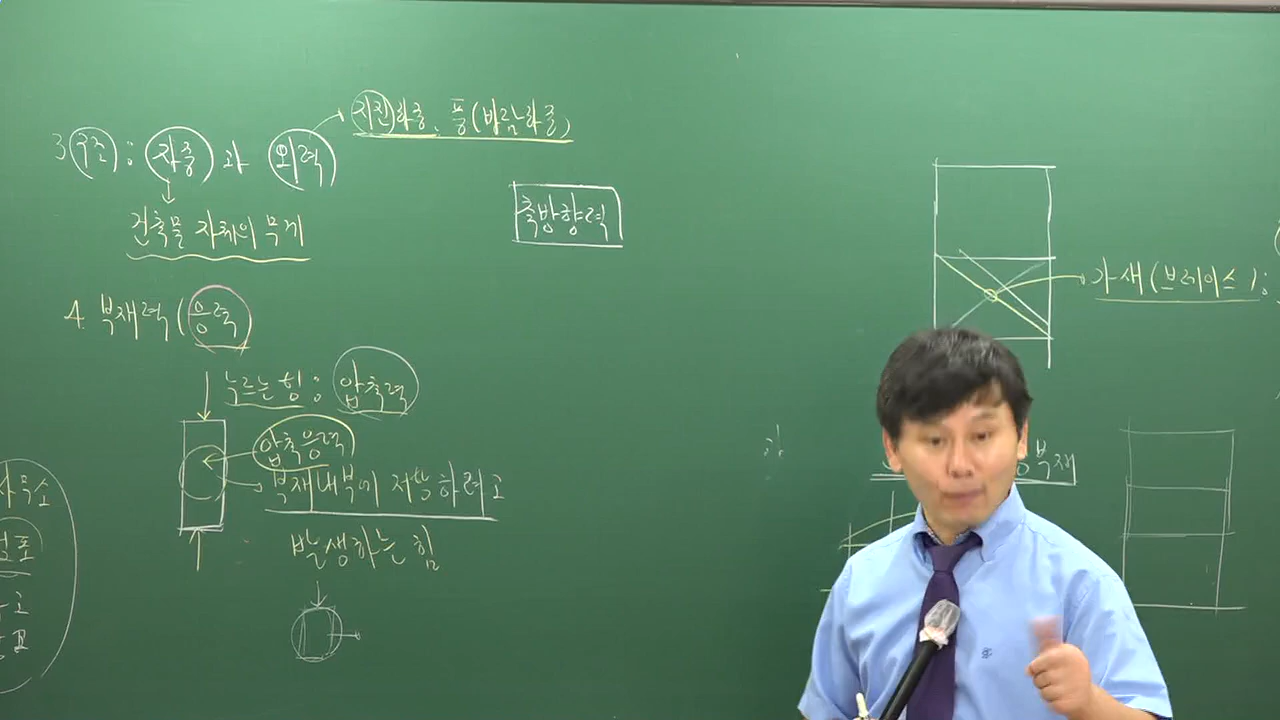 지진하중, 풍(바람하중)
3 구조 : 자중 과 외력
건축물 자체의 무게
축방향력
4. 부재력(응력
누르는 힘 : 압축력
압축응력
부재내부에 저항하려고
발생하는 힘
가새(브레이스) ;
부재